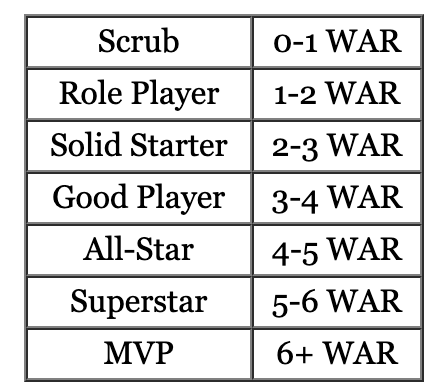 Scrub 0-1 WAR
Role Player 1-2 WAR
Solid Starter 2-3 WAR
Good Player 3-4 WAR
All-Star 4-5 WAR
Superstar 5-6 WAR
MVP 6+ WAR